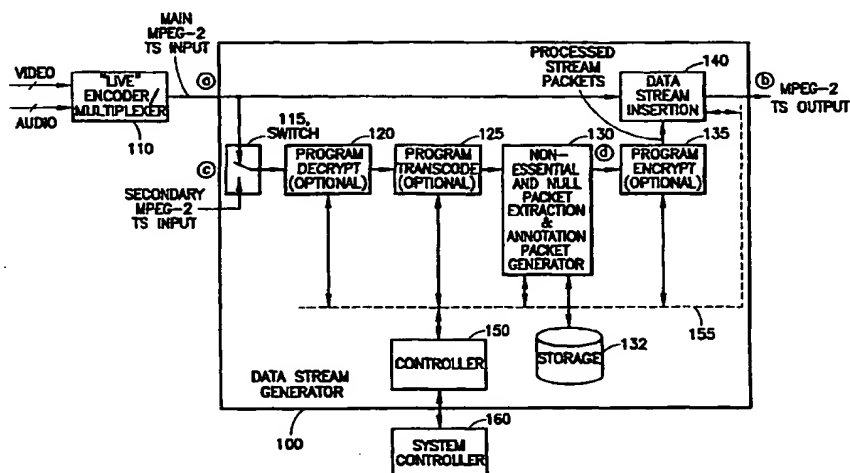 MAIN
MPEG-2
TS INPUT
VIDEO
AUDIO
"LIVE"
ENCODER/
MULTIPLEXER
110
a
PROCESSED
STREAM
PACKETS
140
DATA
STREAM
INSERTION
b
MPEG-2
TS OUTPUT
115,
SWITCH
c
SECONDARY
MPEG-2
TS INPUT
120
PROGRAM
DECRYPT
(OPTIONAL)
125
PROGRAM
TRANSCODE
(OPTIONAL)
130
NON-
ESSENTIAL
AND NULL
PACKET
EXTRACTION
&
ANNOTATION
PACKET
GENERATOR
d
135
PROGRAM
ENCRYPT
(OPTIONAL)
155
150
CONTROLLER
STORAGE
132
DATA STREAM
GENERATOR
100
160
SYSTEM
CONTROLLER